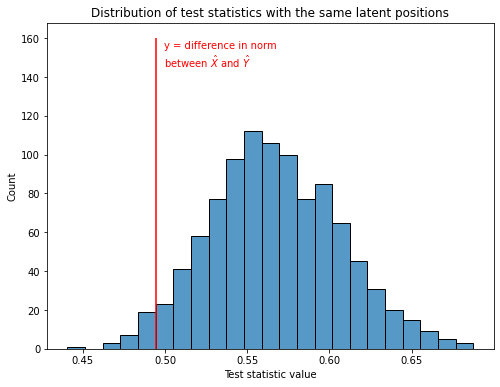 Distribution of test statistics with the same latent positions
160
140
120
100
80
60
40
20
0
Count
y = difference in norm
between X̂ and Ŷ
0.45 0.50 0.55 0.60 0.65
Test statistic value